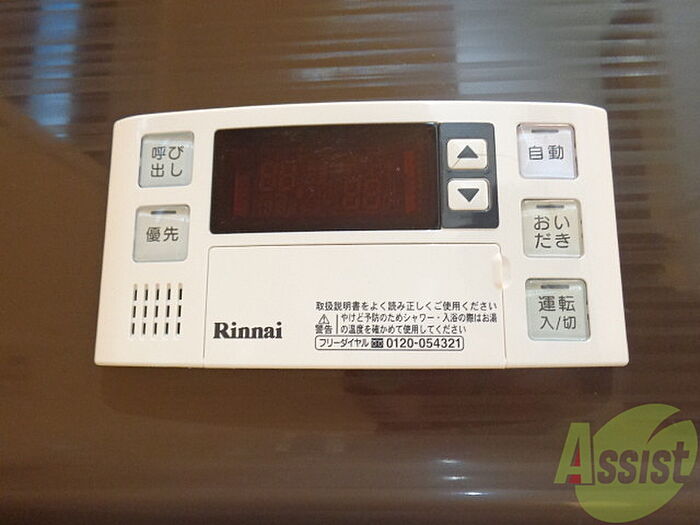 呼び
出し
優先
自動
おい
だき
運転
入/切
▲
▼
取扱説明書をよく読み正しくご使用ください
警告 やけど予防のためシャワー・入浴の際はお湯
の温度を確かめて使用してください
フリーダイヤル 0120-054321
Rinnai
Assist